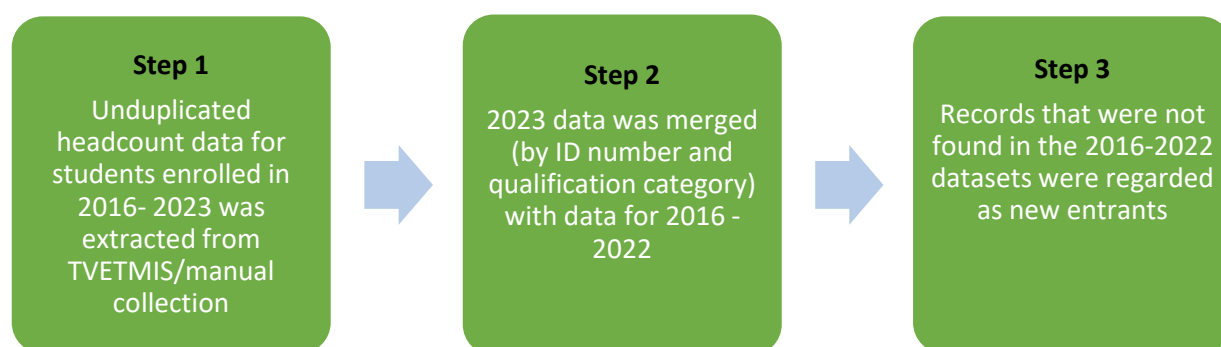 Step 1
Unduplicated
headcount data for
students enrolled in
2016- 2023 was
extracted from
TVETMIS/manual
collection
Step 2
2023 data was merged
(by ID number and
qualification category)
with data for 2016 -
2022
Step 3
Records that were not
found in the 2016-2022
datasets were regarded
as new entrants